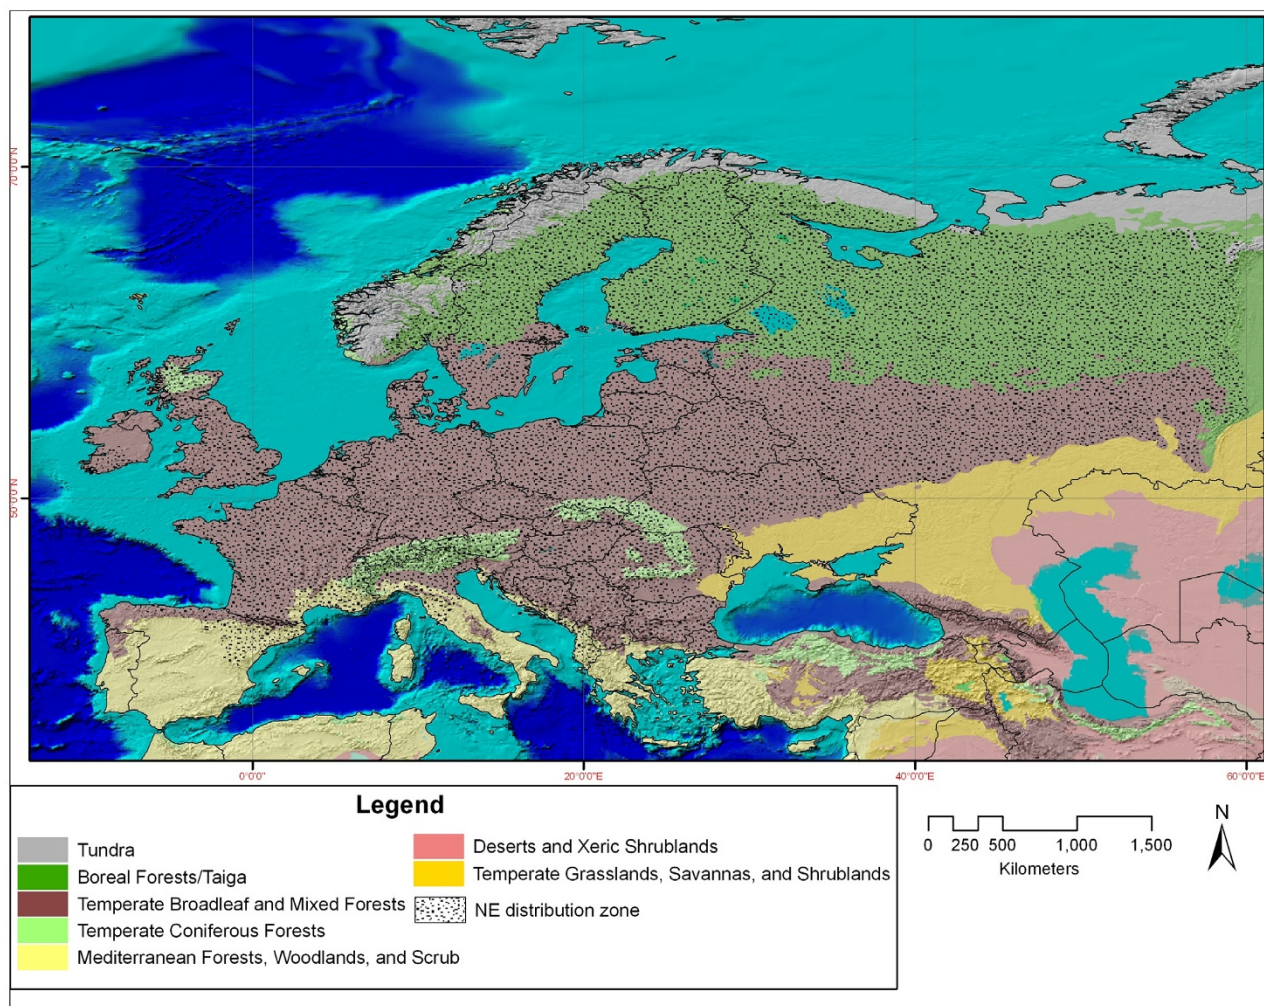 70°0'0"N
50°0'0"N
0°0'0"
20°0'0"E
40°0'0"E
60°0'0"E
Legend
Tundra
Boreal Forests/Taiga
Temperate Broadleaf and Mixed Forests
Temperate Coniferous Forests
Mediterranean Forests, Woodlands, and Scrub
Deserts and Xeric Shrublands
Temperate Grasslands, Savannas, and Shrublands
NE distribution zone
0 250 500 1,000 1,500
Kilometers
N